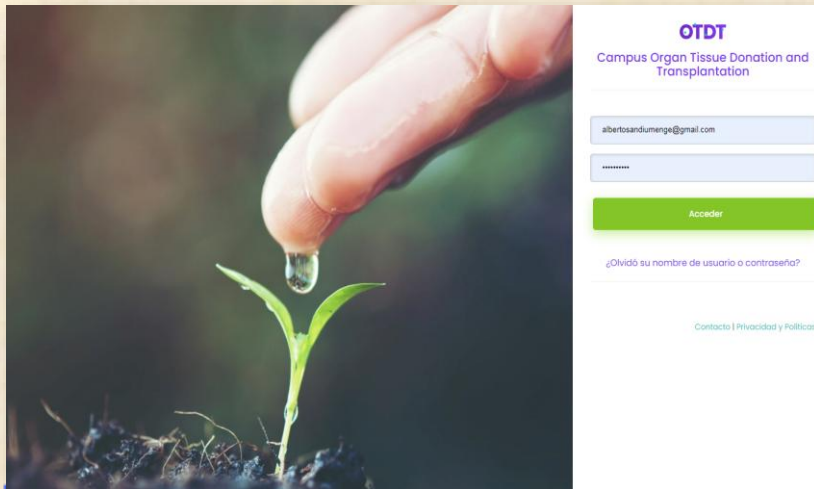 OTDT
Campus Organ Tissue Donation and
Transplantation
albertosandiumenge@gmail.com
••••••••••
Acceder
¿Olvidó su nombre de usuario o contraseña?
Contacto | Privacidad y Políticas